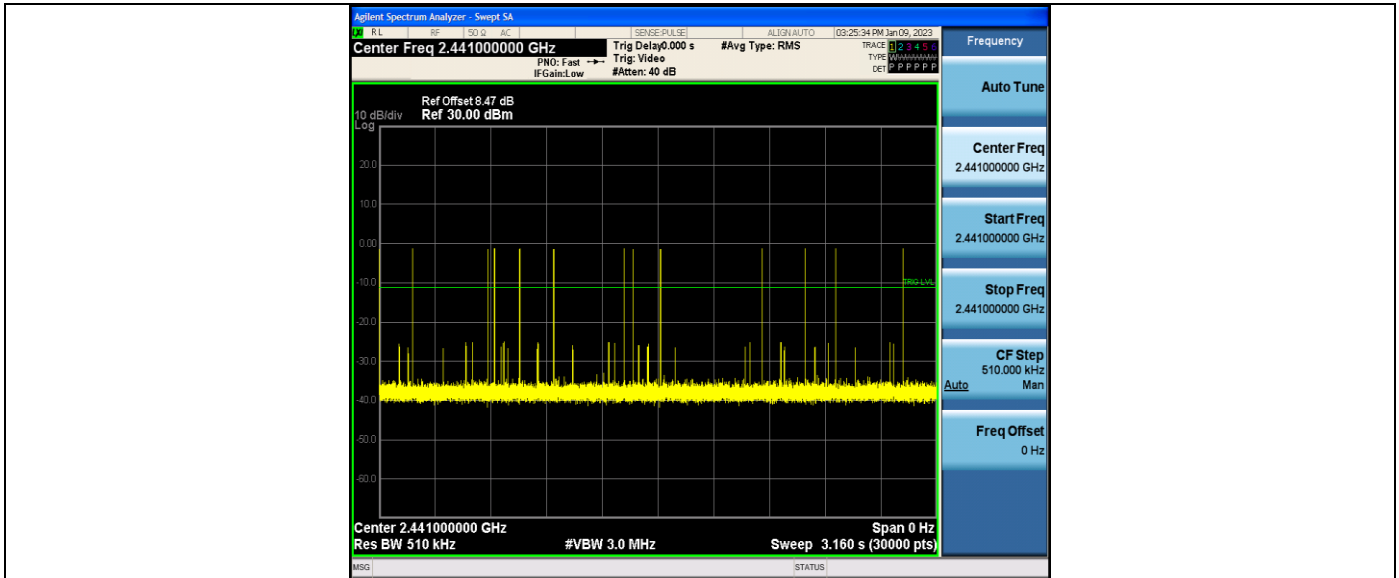 Agilent Spectrum Analyzer - Swept SA
RL RF 50 Ω AC SENSE:PULSE ALIGN AUTO 03:25:34 PM Jan 09, 2023
Center Freq 2.441000000 GHz
PNO: Fast
IFGain:Low
Trig Delay0.000 s
Trig: Video
#Atten: 40 dB
#Avg Type: RMS
TRACE 1 2 3 4 5 6
TYPE WWWWWW
DET P P P P P P
Ref Offset 8.47 dB
10 dB/div Ref 30.00 dBm
Log
20.0
10.0
0.00
-10.0
TRIG LVL
-20.0
-30.0
-40.0
-50.0
-60.0
Center 2.441000000 GHz Span 0 Hz
Res BW 510 kHz #VBW 3.0 MHz Sweep 3.160 s (30000 pts)
MSG STATUS
Frequency
Auto Tune
Center Freq
2.441000000 GHz
Start Freq
2.441000000 GHz
Stop Freq
2.441000000 GHz
CF Step
510.000 kHz
Auto Man
Freq Offset
0 Hz